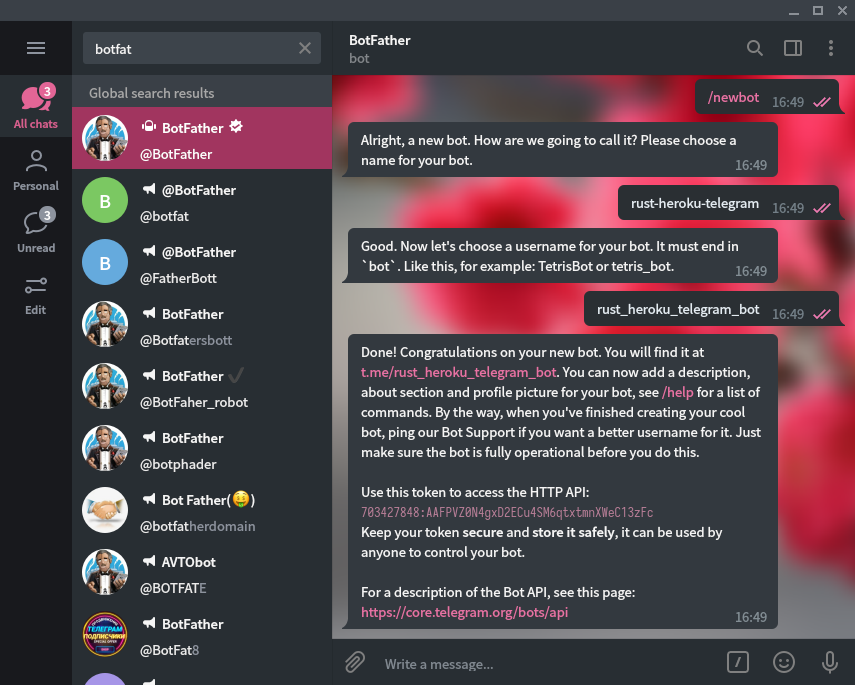 botfat
BotFather
bot
3
All chats
Personal
3
Unread
Edit
Global search results
BotFather
@BotFather
B
@BotFather
@botfat
B
@BotFather
@FatherBott
BotFather
@Botfatersbott
BotFather
@BotFaher_robot
BotFather
@botphader
Bot Father(🤑)
@botfatherdomain
AVTObot
@BOTFATE
ТЕЛЕГРАМ
ПОДПИСЧИКИ
BotFather
@BotFat8
/newbot 16:49
Alright, a new bot. How are we going to call it? Please choose a
name for your bot. 16:49
rust-heroku-telegram 16:49
Good. Now let's choose a username for your bot. It must end in
`bot`. Like this, for example: TetrisBot or tetris_bot. 16:49
rust_heroku_telegram_bot 16:49
Done! Congratulations on your new bot. You will find it at
t.me/rust_heroku_telegram_bot. You can now add a description,
about section and profile picture for your bot, see /help for a list of
commands. By the way, when you've finished creating your cool
bot, ping our Bot Support if you want a better username for it. Just
make sure the bot is fully operational before you do this.
Use this token to access the HTTP API:
703427848:AAFPVZ0N4gxD2ECu4SM6qtxtmnXWeC13zFc
Keep your token secure and store it safely, it can be used by
anyone to control your bot.
For a description of the Bot API, see this page:
https://core.telegram.org/bots/api 16:49
Write a message...